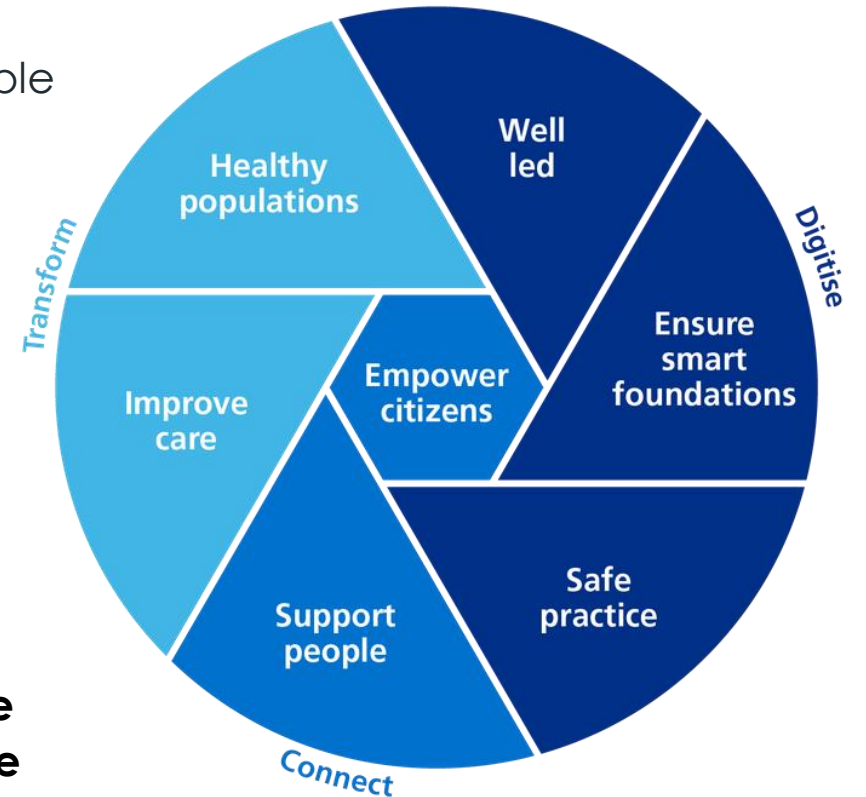 Well
led
Healthy
populations
Transform
Digitise
Ensure
smart
foundations
Empower
citizens
Improve
care
Safe
practice
Support
people
Connect